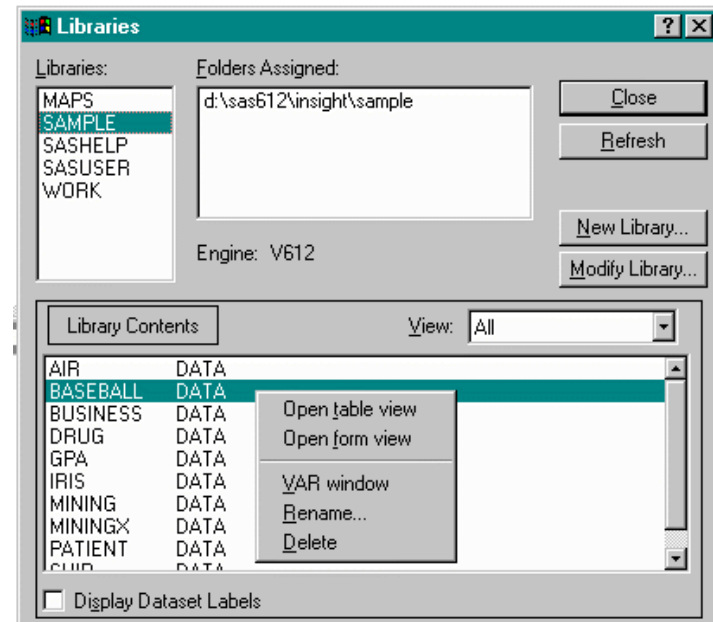 Libraries
Libraries:
MAPS
SAMPLE
SASHELP
SASUSER
WORK
Folders Assigned:
d:\sas612\insight\sample
Engine: V612
Close
Refresh
New Library...
Modify Library...
Library Contents
View: All
AIR DATA
BASEBALL DATA
BUSINESS DATA
DRUG DATA
GPA DATA
IRIS DATA
MINING DATA
MININGX DATA
PATIENT DATA
DATA
Open table view
Open form view
VAR window
Rename...
Delete
Display Dataset Labels